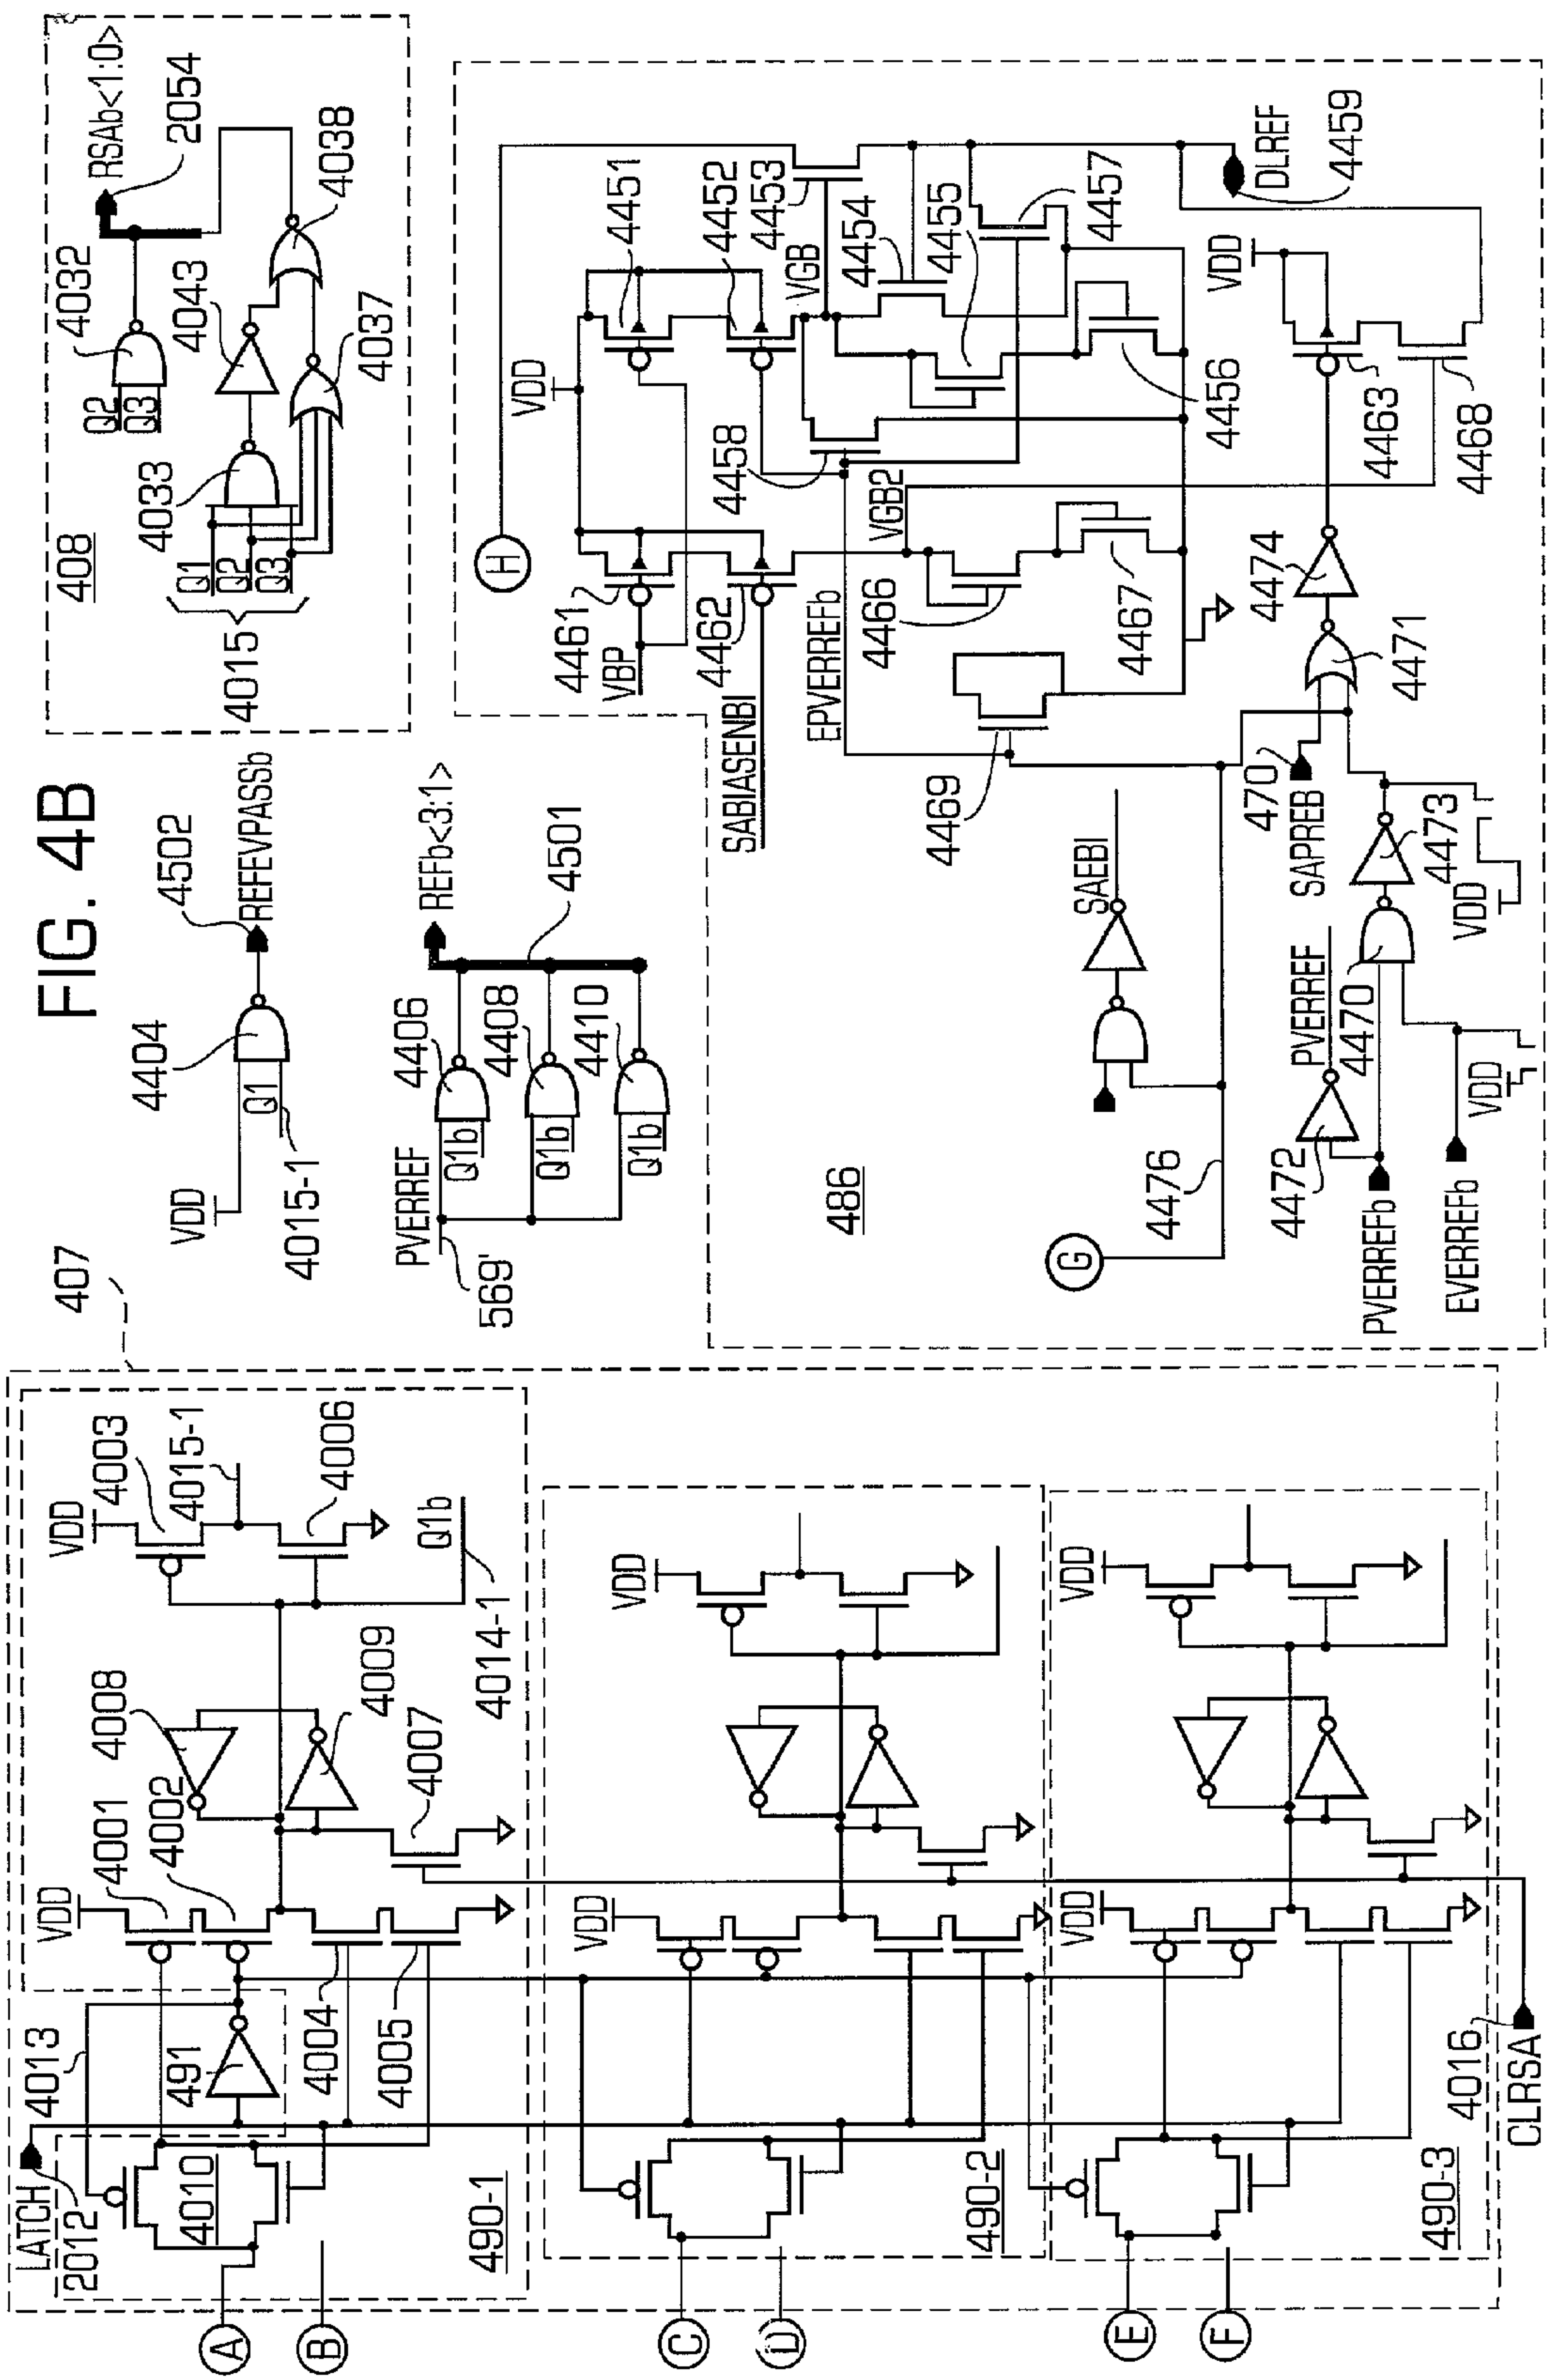 FIG. 4B
407
LATCH
2012
4013
491
4010
4001
4002
4004
4005
VDD
4008
4009
4007
VDD
4003
4015-1
4006
Q1b
4014-1
490-1
A
B
C
D
VDD
VDD
490-2
E
F
VDD
VDD
490-3
4016
CLRSA
4404
VDD
Q1
4015-1
4502
REFEVPASSb
PVERREF
569'
4406
Q1b
4408
Q1b
4410
Q1b
REFb<3:1>
4501
408
4015
Q1
Q2
Q3
4033
4043
4037
4038
Q2
Q3
4032
RSAb<1:0>
2054
486
H
VDD
4461
VBP
4462
SABIASENBI
EPVERREFb
4451
4452
4453
VGB
4454
4455
4457
4458
VGB2
4456
4466
4467
4469
DLREF
4459
VDD
4463
4468
4474
4471
470
SAPREB
SAEBI
4476
G
4472
PVERREF
4470
4473
VDD
VDD
PVERREFb
EVERREFb